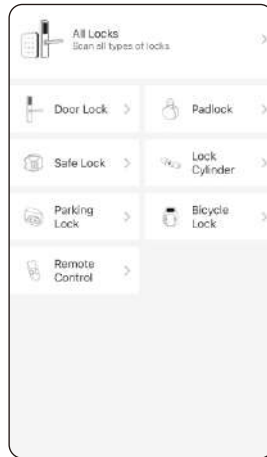 All Locks
Scan all types of locks
Door Lock
Padlock
Safe Lock
Lock
Cylinder
Parking
Lock
Bicycle
Lock
Remote
Control